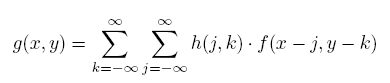 g(x, y) = \sum_{k=-\infty}^{\infty} \sum_{j=-\infty}^{\infty} h(j, k) \cdot f(x - j, y - k)